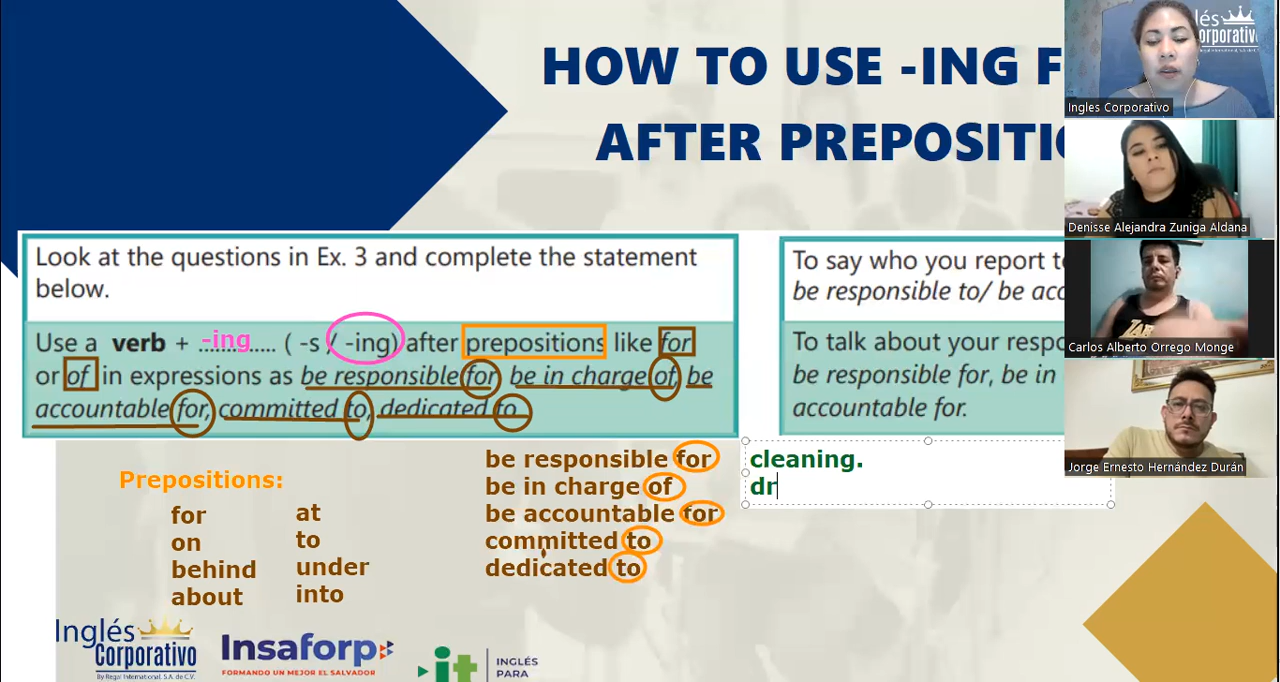 HOW TO USE -ING F
AFTER PREPOSITIO
Look at the questions in Ex. 3 and complete the statement
below.
Use a verb + -ing ............... ( -s / -ing) after prepositions like for
or of in expressions as be responsible for, be in charge of, be
accountable for, committed to, dedicated to
To say who you report to
be responsible to/ be acc
To talk about your respo
be responsible for, be in
accountable for.
Prepositions:
for
on
behind
about
at
to
under
into
be responsible for
be in charge of
be accountable for
committed to
dedicated to
cleaning.
dr
Inglés
Corporativo
By Regal International, S.A. de C.V.
Insaforp
FORMANDO UN MEJOR EL SALVADOR
it
INGLÉS
PARA
lés
orporativo
Ingles Corporativo
Denisse Alejandra Zuniga Aldana
Carlos Alberto Orrego Monge
Jorge Ernesto Hernández Durán